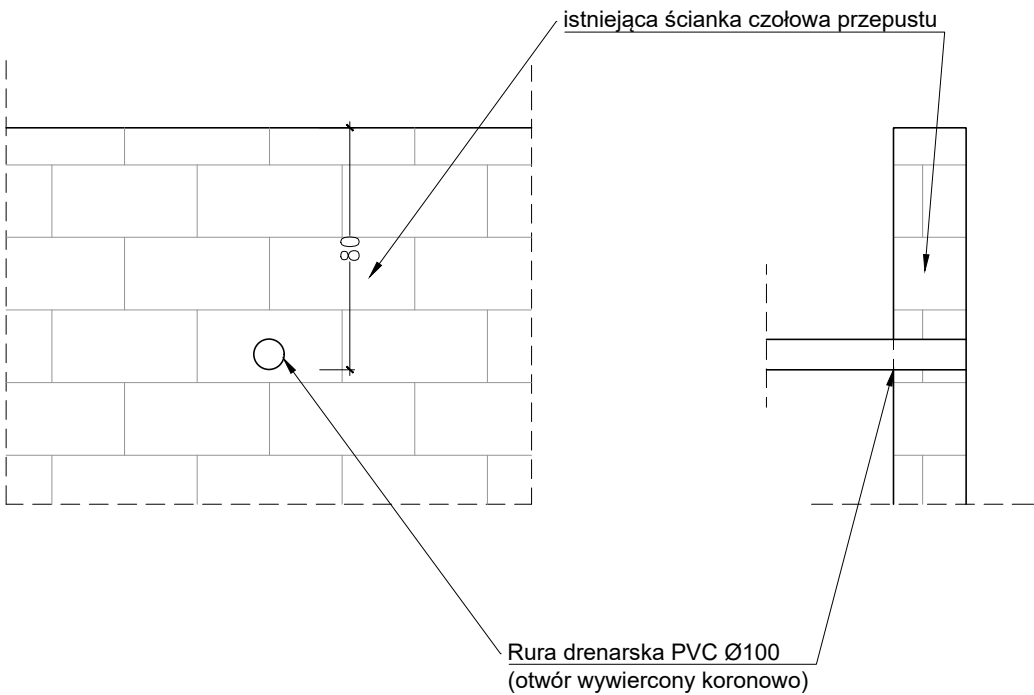 istniejąca ścianka czołowa przepustu
80
Rura drenarska PVC Ø100
(otwór wywiercony koronowo)